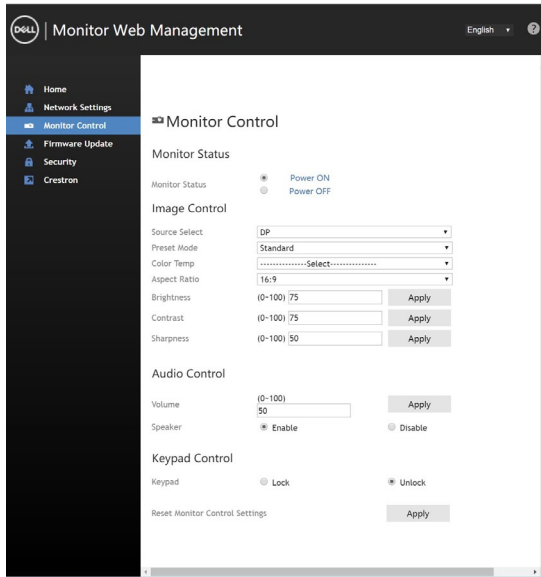 DELL | Monitor Web Management English ?
Home
Network Settings
Monitor Control
Firmware Update
Security
Crestron
Monitor Control
Monitor Status
Monitor Status Power ON
Power OFF
Image Control
Source Select DP
Preset Mode Standard
Color Temp ---------------Select---------------
Aspect Ratio 16:9
Brightness (0~100) 75 Apply
Contrast (0~100) 75 Apply
Sharpness (0~100) 50 Apply
Audio Control
Volume (0~100) 50 Apply
Speaker Enable Disable
Keypad Control
Keypad Lock Unlock
Reset Monitor Control Settings Apply